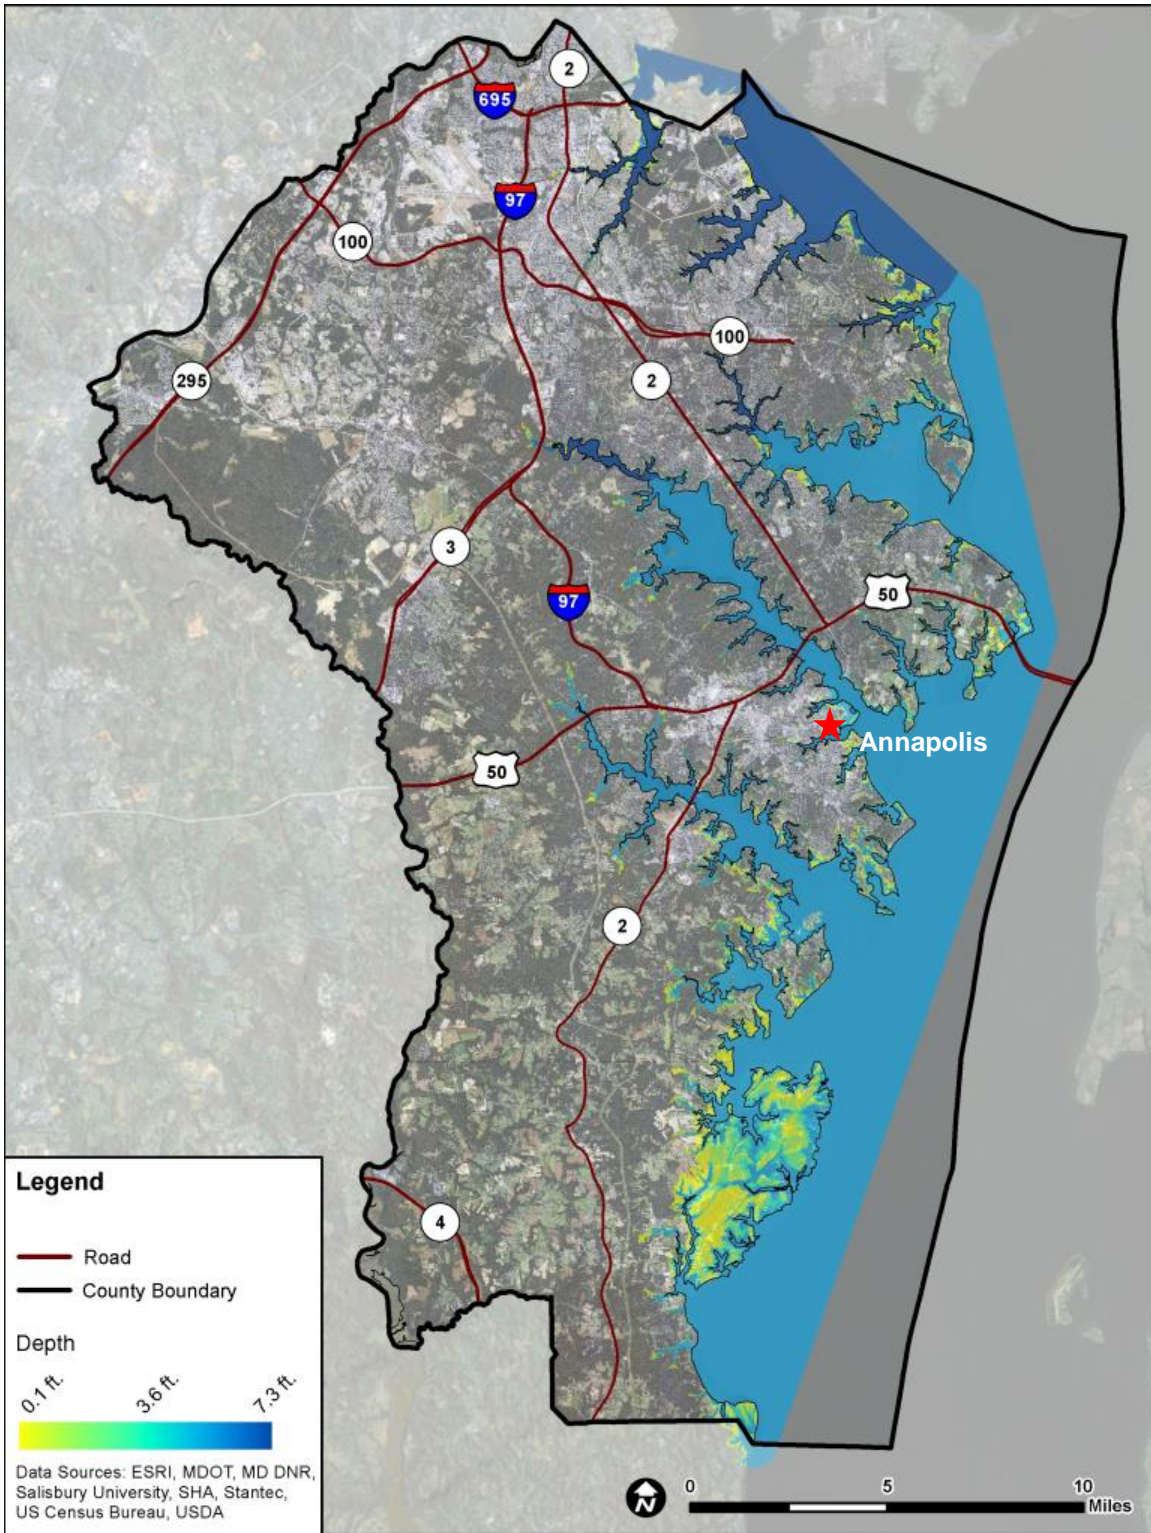 2
695
97
100
100
295
2
3
50
97
Annapolis
50
2
4
Legend
Road
County Boundary
Depth
0.1 ft.
3.6 ft.
7.3 ft.
Data Sources: ESRI, MDOT, MD DNR,
Salisbury University, SHA, Stantec,
US Census Bureau, USDA
N
0
5
10
Miles